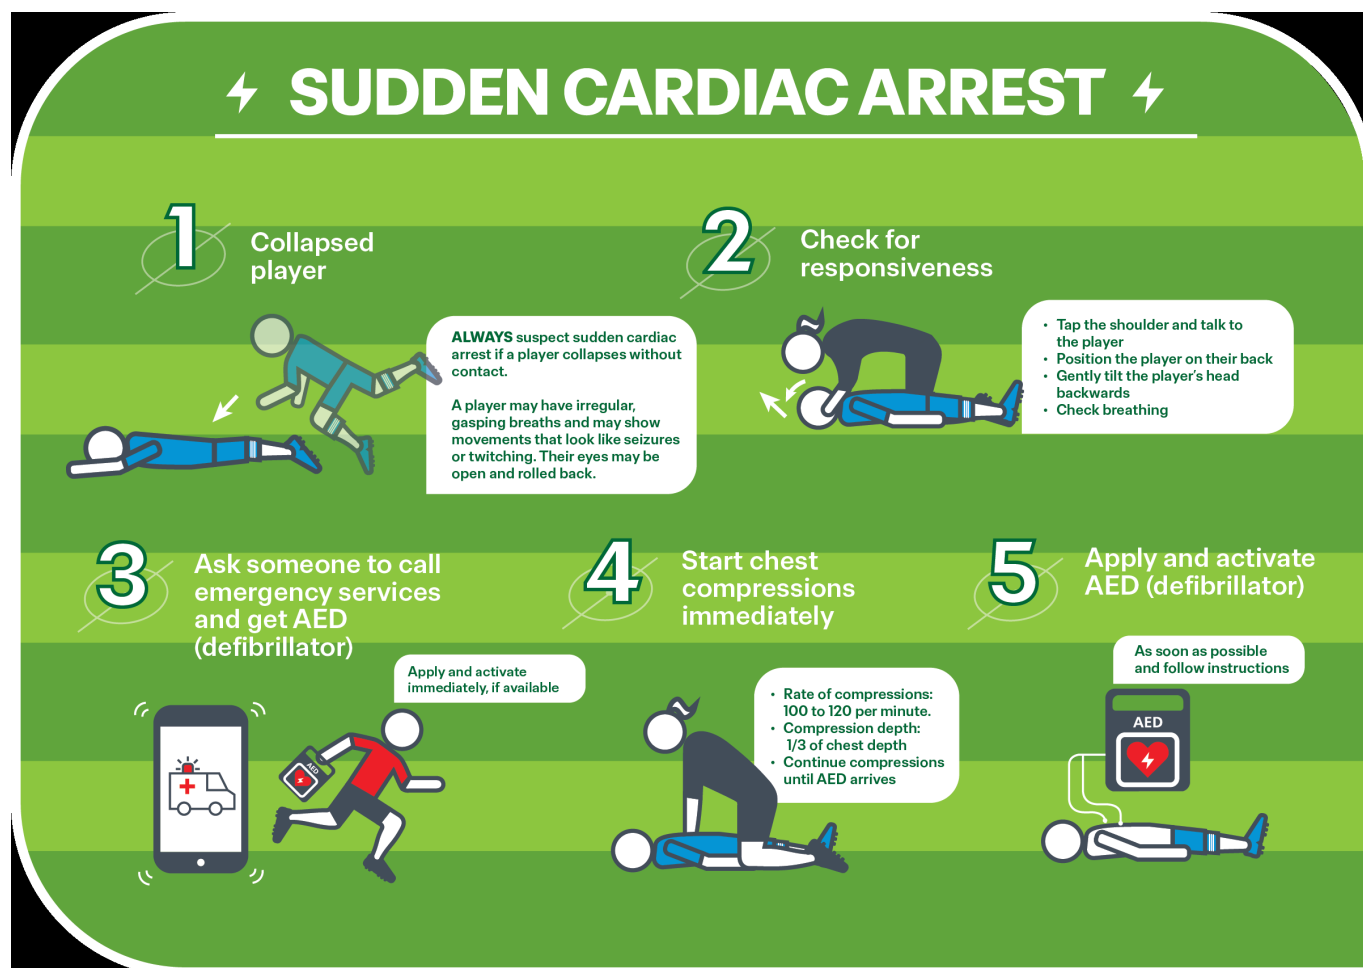 SUDDEN CARDIAC ARREST
1
Collapsed
player
ALWAYS suspect sudden cardiac
arrest if a player collapses without
contact.
A player may have irregular,
gasping breaths and may show
movements that look like seizures
or twitching. Their eyes may be
open and rolled back.
2
Check for
responsiveness
• Tap the shoulder and talk to
the player
• Position the player on their back
• Gently tilt the player's head
backwards
• Check breathing
3
Ask someone to call
emergency services
and get AED
(defibrillator)
Apply and activate
immediately, if available
AED
4
Start chest
compressions
immediately
• Rate of compressions:
100 to 120 per minute.
• Compression depth:
1/3 of chest depth
• Continue compressions
until AED arrives
5
Apply and activate
AED (defibrillator)
As soon as possible
and follow instructions
AED